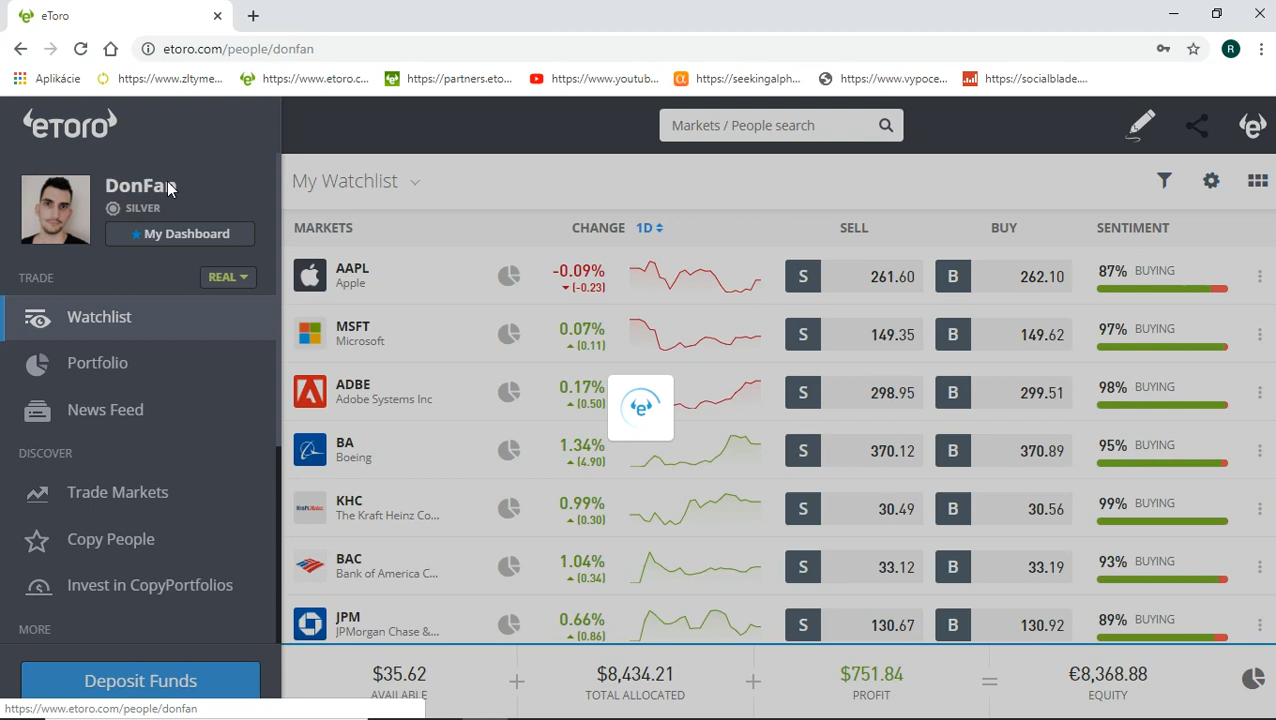 eToro
etoro.com/people/donfan
R
Aplikácie
https://www.zltyme...
https://www.etoro.c...
https://partners.eto...
https://www.youtub...
https://seekingalph...
https://www.vypoce...
https://socialblade....
eToro
Markets / People search
DonFan
SILVER
My Dashboard
TRADE
REAL
Watchlist
Portfolio
News Feed
DISCOVER
Trade Markets
Copy People
Invest in CopyPortfolios
MORE
Deposit Funds
https://www.etoro.com/people/donfan
My Watchlist
MARKETS CHANGE 1D SELL BUY SENTIMENT
AAPL -0.09% S 261.60 B 262.10 87% BUYING
Apple (-0.23)
MSFT 0.07% S 149.35 B 149.62 97% BUYING
Microsoft (0.11)
ADBE 0.17% S 298.95 B 299.51 98% BUYING
Adobe Systems Inc (0.50)
BA 1.34% S 370.12 B 370.89 95% BUYING
Boeing (4.90)
KHC 0.99% S 30.49 B 30.56 99% BUYING
The Kraft Heinz Co... (0.30)
BAC 1.04% S 33.12 B 33.19 93% BUYING
Bank of America C... (0.34)
JPM 0.66% S 130.67 B 130.92 89% BUYING
JPMorgan Chase &... (0.86)
$35.62 + $8,434.21 + $751.84 = €8,368.88
AVAILABLE TOTAL ALLOCATED PROFIT EQUITY